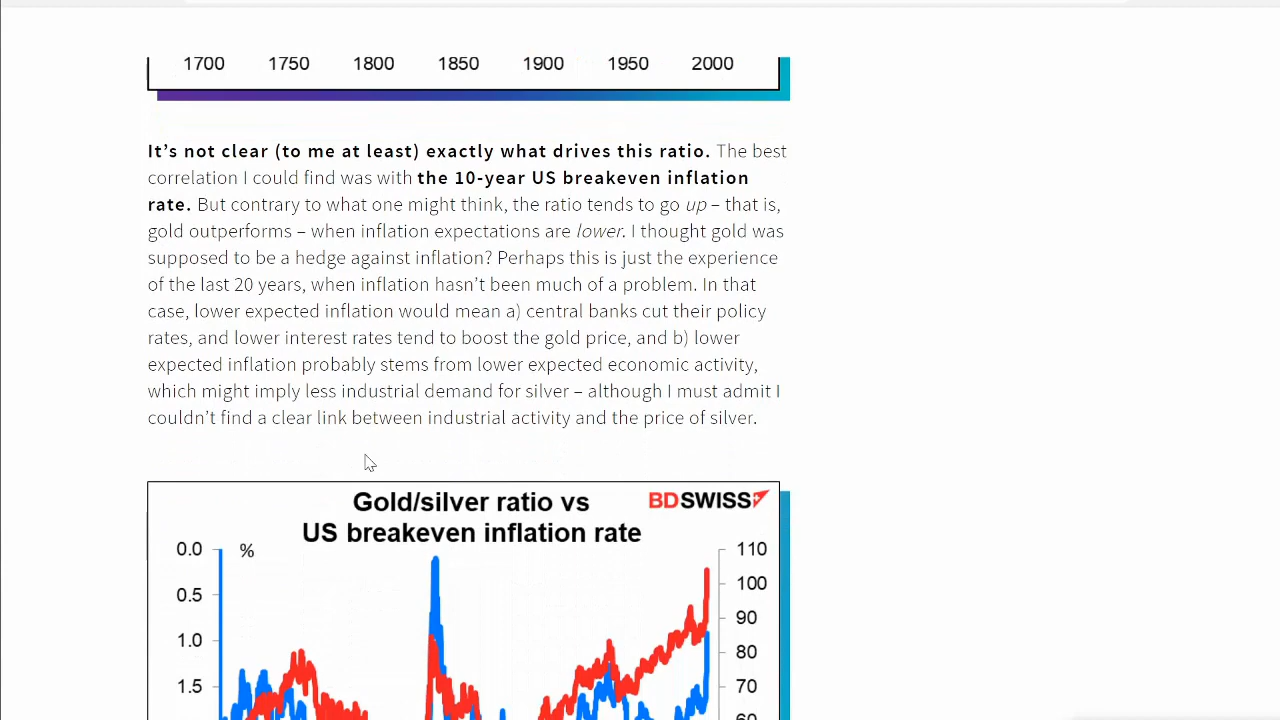 1700 1750 1800 1850 1900 1950 2000
It’s not clear (to me at least) exactly what drives this ratio. The best
correlation I could find was with the 10-year US breakeven inflation
rate. But contrary to what one might think, the ratio tends to go up – that is,
gold outperforms – when inflation expectations are lower. I thought gold was
supposed to be a hedge against inflation? Perhaps this is just the experience
of the last 20 years, when inflation hasn’t been much of a problem. In that
case, lower expected inflation would mean a) central banks cut their policy
rates, and lower interest rates tend to boost the gold price, and b) lower
expected inflation probably stems from lower expected economic activity,
which might imply less industrial demand for silver – although I must admit I
couldn’t find a clear link between industrial activity and the price of silver.
Gold/silver ratio vs
US breakeven inflation rate
BDSWISS
0.0 % 110
100
0.5
90
1.0
80
1.5 70